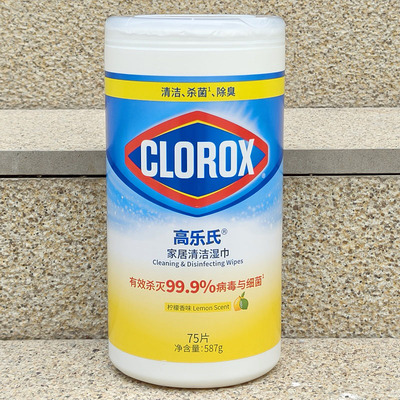 清洁、杀菌¹、除臭
CLOROX
高乐氏®
家居清洁湿巾
Cleaning & Disinfecting Wipes
有效杀灭99.9%病毒与细菌¹
柠檬香味 Lemon Scent
75片
净含量：587g